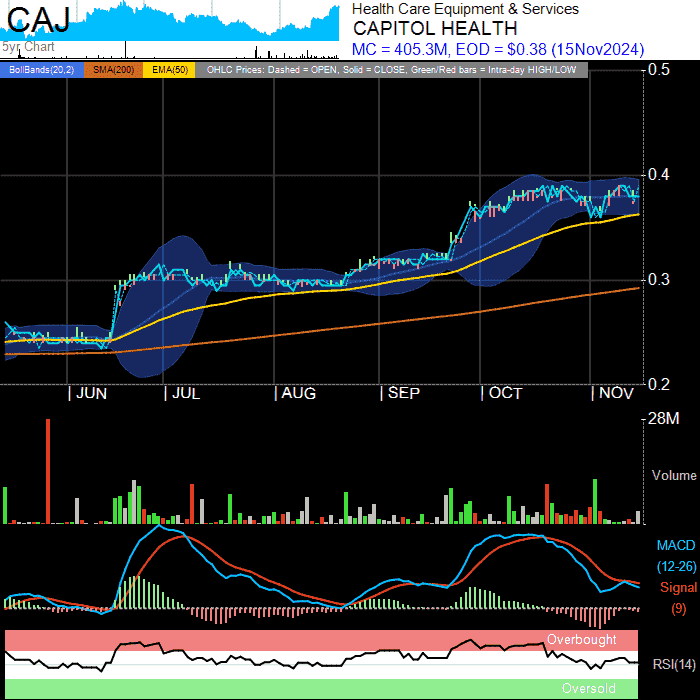 CAJ
5yr Chart
Health Care Equipment & Services
CAPITOL HEALTH
MC = 405.3M, EOD = $0.38 (15Nov2024)
BollBands(20,2) SMA(200) EMA(50) OHLC Prices: Dashed = OPEN, Solid = CLOSE, Green/Red bars = Intra-day HIGH/LOW
0.5
0.4
0.3
0.2
JUN JUL AUG SEP OCT NOV
28M
Volume
MACD
(12-26)
Signal
(9)
Overbought
RSI(14)
Oversold